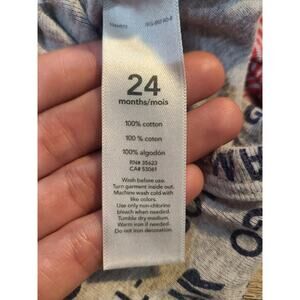 24
months/mois
100% cotton
100 % coton
100% algodón
RN# 35623
CA# 53061
Wash before use.
Turn garment inside out.
Machine wash cold with
like colors.
Use only non-chlorine
bleach when needed.
Tumble dry medium.
Warm iron if needed.
Do not iron decoration.